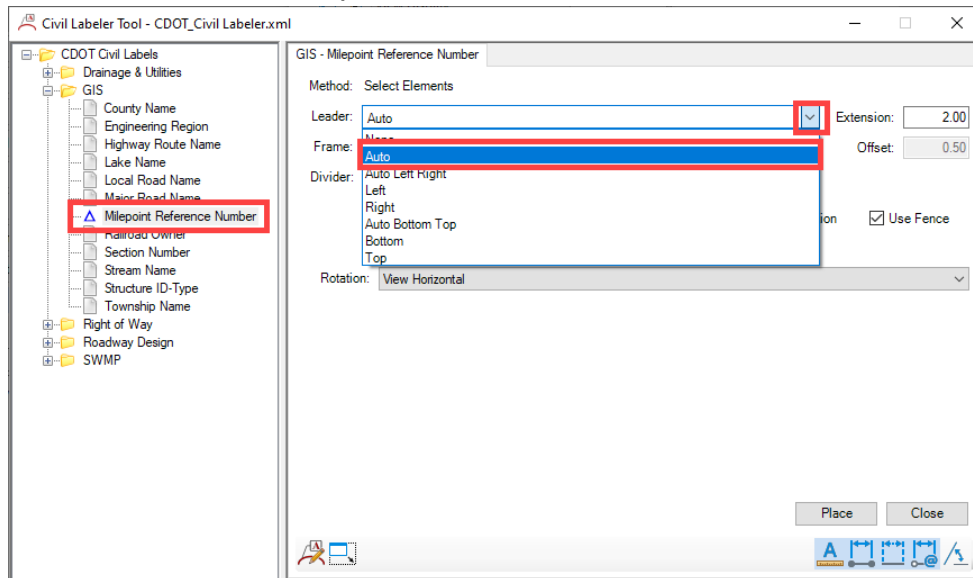 Civil Labeler Tool - CDOT_Civil Labeler.xml
CDOT Civil Labels
Drainage & Utilities
GIS
County Name
Engineering Region
Highway Route Name
Lake Name
Local Road Name
Major Road Name
Milepoint Reference Number
Railroad Owner
Section Number
Stream Name
Structure ID-Type
Township Name
Right of Way
Roadway Design
SWMP
GIS - Milepoint Reference Number
Method: Select Elements
Leader: Auto Extension: 2.00
None
Frame: Auto Offset: 0.50
Divider: Auto Left Right
Left
Right
Auto Bottom Top
Bottom
Top
Use Fence
Rotation: View Horizontal
Place Close